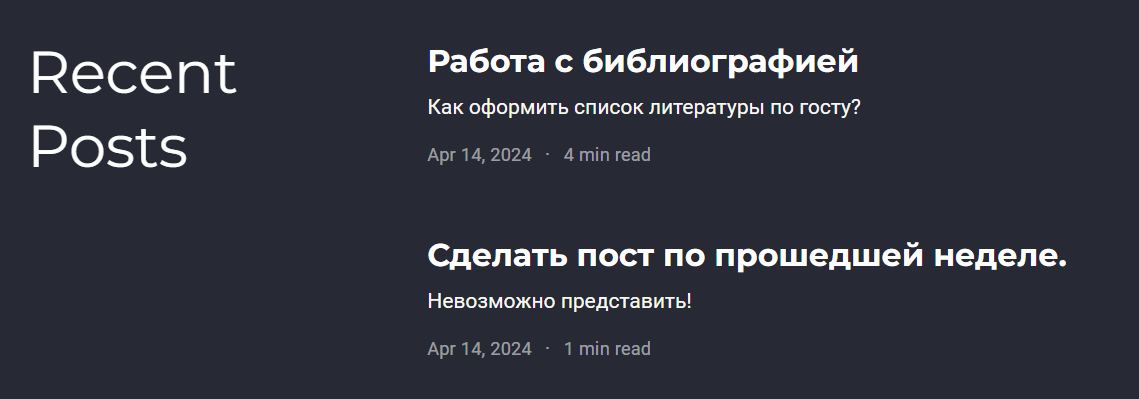 Recent
Posts
Работа с библиографией
Как оформить список литературы по госту?
Apr 14, 2024 · 4 min read
Сделать пост по прошедшей неделе.
Невозможно представить!
Apr 14, 2024 · 1 min read